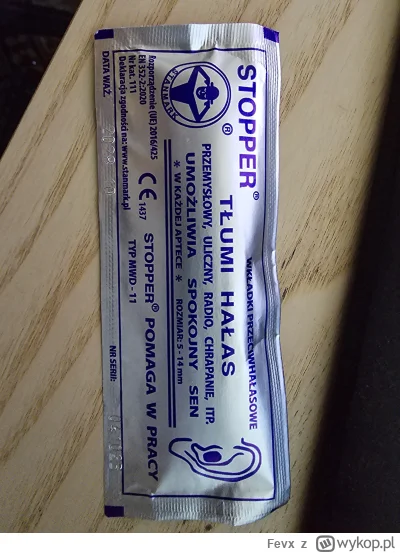 WKŁADKI PRZECIWHAŁASOWE
STOPPER®
TŁUMI HAŁAS
PRZEMYSŁOWY, ULICZNY, RADIO, CHRAPANIE, ITP.
UMOŻLIWIA SPOKOJNY SEN
* W KAŻDEJ APTECE *
ROZMIAR: 5 - 14 mm
®
STANMARK
CE 1437
STOPPER® POMAGA W PRACY
TYP MWD - 11
Rozporządzenie (UE) 2016/425
EN 352-2:2020
Nr kat. 111
Deklaracja zgodności na: www.stanmark.pl
DATA WAŻ.
NR SERII:
Fevx z wykop.pl